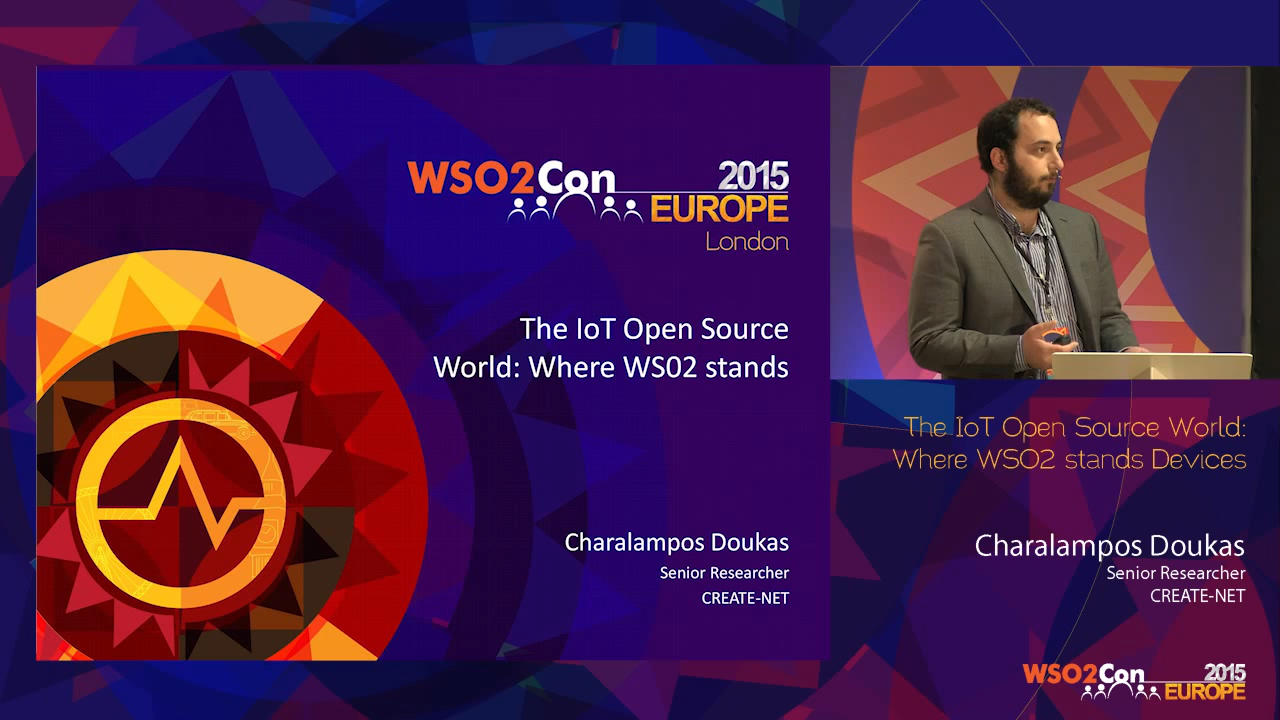 WSO2Con 2015
EUROPE
London
The IoT Open Source
World: Where WS02 stands
Charalampos Doukas
Senior Researcher
CREATE-NET
The IoT Open Source World:
Where WSO2 stands Devices
Charalampos Doukas
Senior Researcher
CREATE-NET
WSO2Con 2015
EUROPE